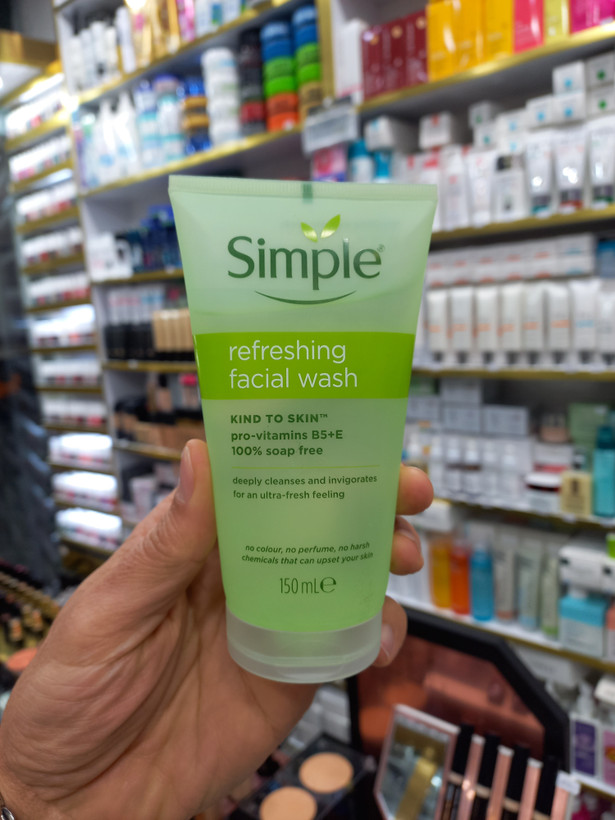 Simple®
refreshing
facial wash
KIND TO SKIN™
pro-vitamins B5+E
100% soap free
deeply cleanses and invigorates
for an ultra-fresh feeling
no colour, no perfume, no harsh
chemicals that can upset your skin
150 mL℮